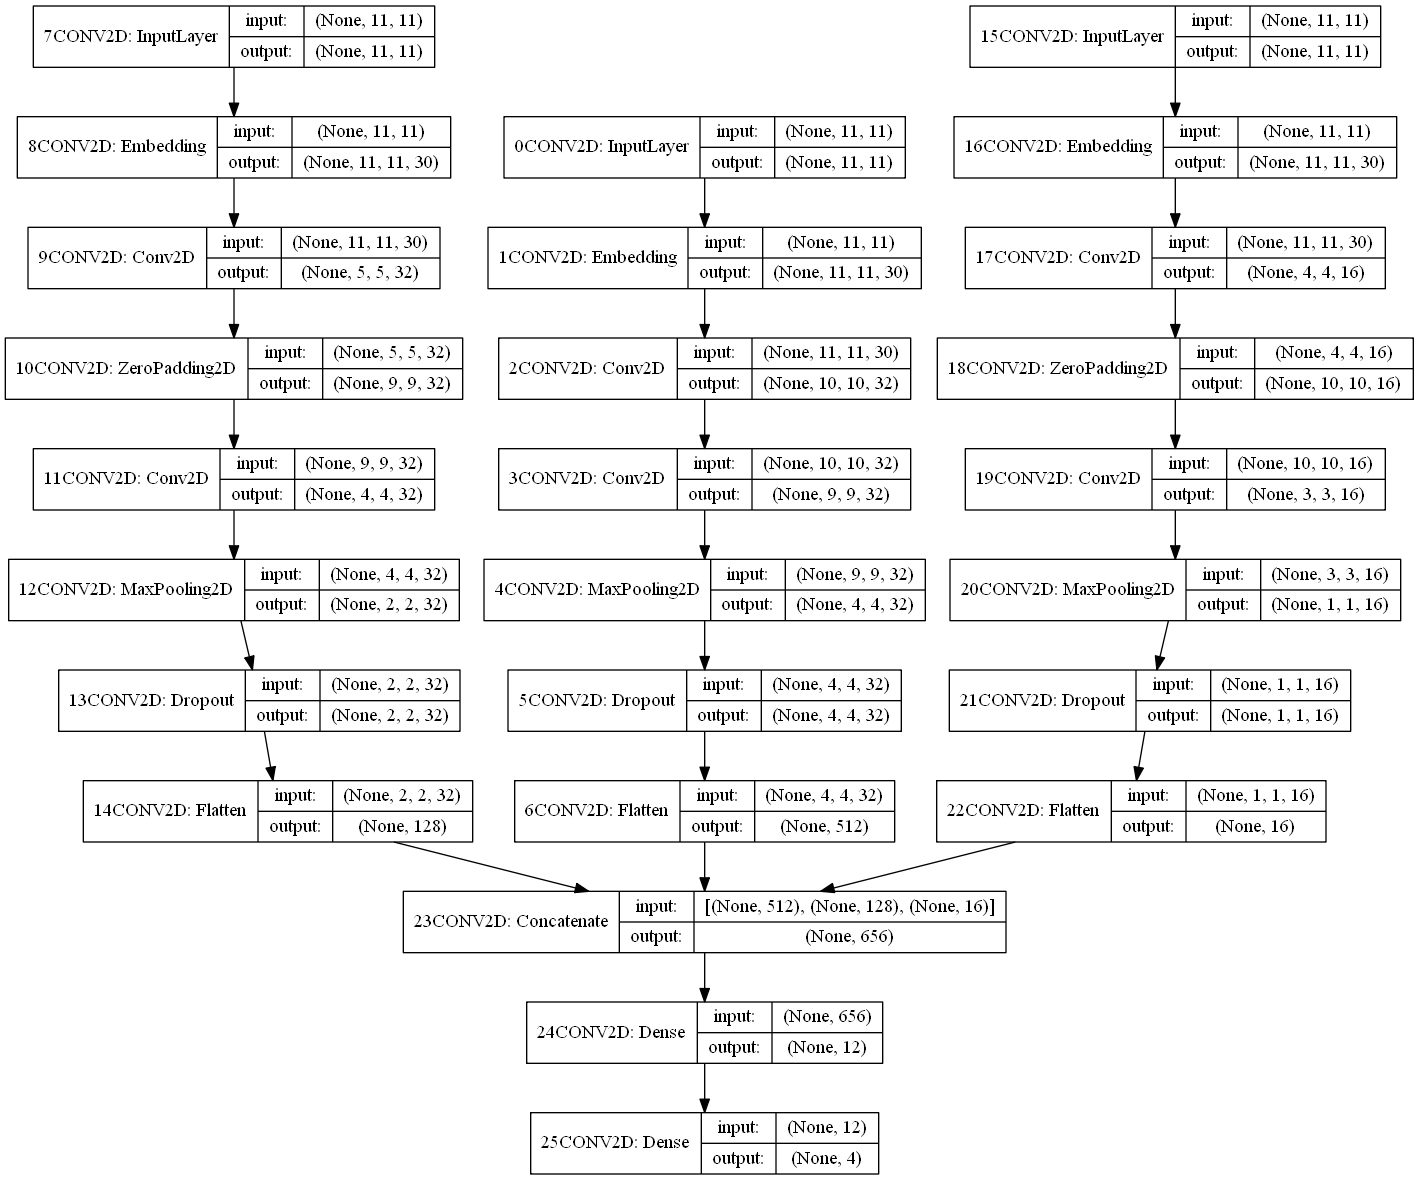 7CONV2D: InputLayer
input: (None, 11, 11)
output: (None, 11, 11)
15CONV2D: InputLayer
input: (None, 11, 11)
output: (None, 11, 11)
8CONV2D: Embedding
input: (None, 11, 11)
output: (None, 11, 11, 30)
0CONV2D: InputLayer
input: (None, 11, 11)
output: (None, 11, 11)
16CONV2D: Embedding
input: (None, 11, 11)
output: (None, 11, 11, 30)
9CONV2D: Conv2D
input: (None, 11, 11, 30)
output: (None, 5, 5, 32)
1CONV2D: Embedding
input: (None, 11, 11)
output: (None, 11, 11, 30)
17CONV2D: Conv2D
input: (None, 11, 11, 30)
output: (None, 4, 4, 16)
10CONV2D: ZeroPadding2D
input: (None, 5, 5, 32)
output: (None, 9, 9, 32)
2CONV2D: Conv2D
input: (None, 11, 11, 30)
output: (None, 10, 10, 32)
18CONV2D: ZeroPadding2D
input: (None, 4, 4, 16)
output: (None, 10, 10, 16)
11CONV2D: Conv2D
input: (None, 9, 9, 32)
output: (None, 4, 4, 32)
3CONV2D: Conv2D
input: (None, 10, 10, 32)
output: (None, 9, 9, 32)
19CONV2D: Conv2D
input: (None, 10, 10, 16)
output: (None, 3, 3, 16)
12CONV2D: MaxPooling2D
input: (None, 4, 4, 32)
output: (None, 2, 2, 32)
4CONV2D: MaxPooling2D
input: (None, 9, 9, 32)
output: (None, 4, 4, 32)
20CONV2D: MaxPooling2D
input: (None, 3, 3, 16)
output: (None, 1, 1, 16)
13CONV2D: Dropout
input: (None, 2, 2, 32)
output: (None, 2, 2, 32)
5CONV2D: Dropout
input: (None, 4, 4, 32)
output: (None, 4, 4, 32)
21CONV2D: Dropout
input: (None, 1, 1, 16)
output: (None, 1, 1, 16)
14CONV2D: Flatten
input: (None, 2, 2, 32)
output: (None, 128)
6CONV2D: Flatten
input: (None, 4, 4, 32)
output: (None, 512)
22CONV2D: Flatten
input: (None, 1, 1, 16)
output: (None, 16)
23CONV2D: Concatenate
input: [(None, 512), (None, 128), (None, 16)]
output: (None, 656)
24CONV2D: Dense
input: (None, 656)
output: (None, 12)
25CONV2D: Dense
input: (None, 12)
output: (None, 4)